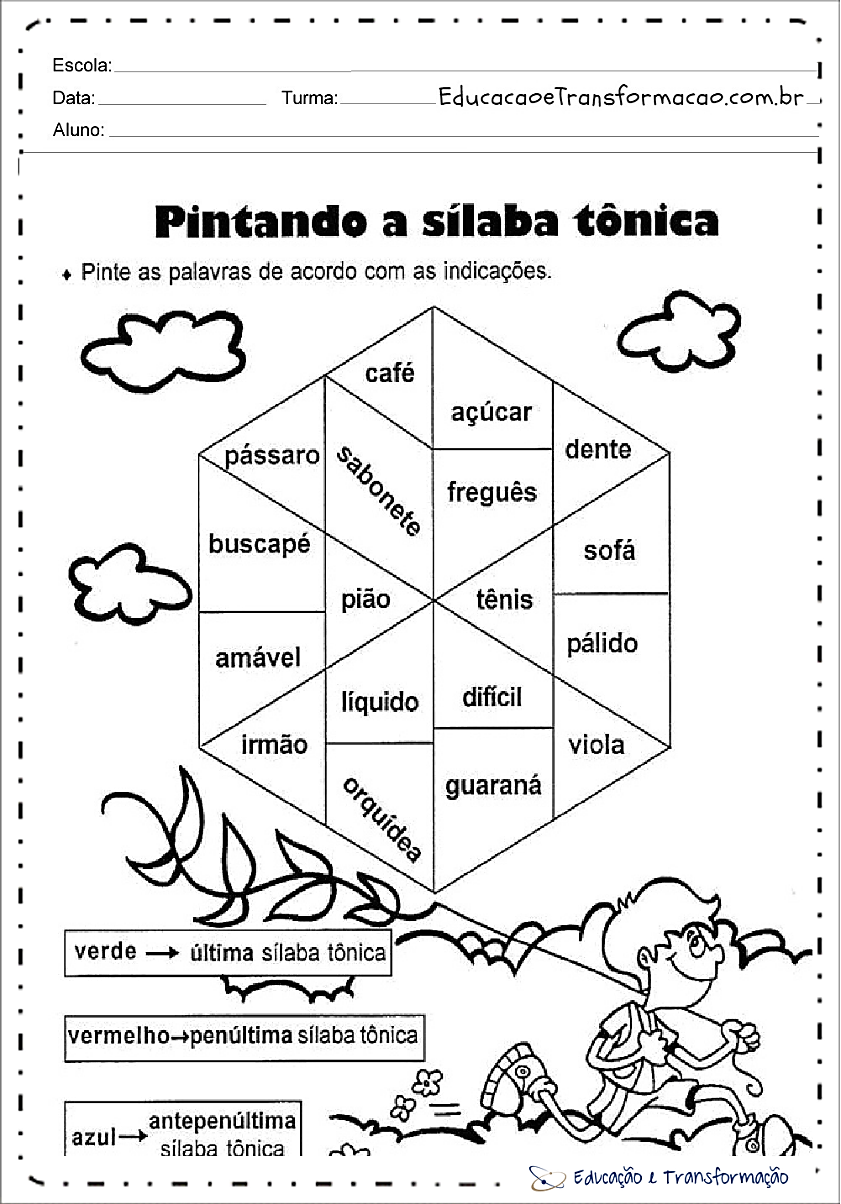 Escola:
Data: Turma: EducacaoeTransformacao.com.br
Aluno:
Pintando a sílaba tônica
Pinte as palavras de acordo com as indicações.
café
açúcar
pássaro
sabonete
dente
freguês
buscapé
sofá
pião
tênis
amável
pálido
líquido
difícil
irmão
viola
orquídea
guaraná
verde → última sílaba tônica
vermelho→penúltima sílaba tônica
azul→ antepenúltima
sílaba tônica
Educação e Transformação